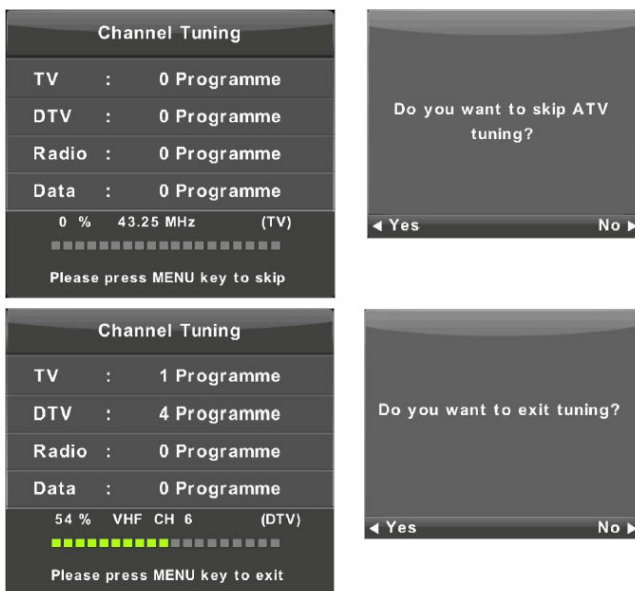 Channel Tuning
TV : 0 Programme
DTV : 0 Programme
Radio : 0 Programme
Data : 0 Programme
0 % 43.25 MHz (TV)
Please press MENU key to skip
Do you want to skip ATV
tuning?
◀ Yes No ▶
Channel Tuning
TV : 1 Programme
DTV : 4 Programme
Radio : 0 Programme
Data : 0 Programme
54 % VHF CH 6 (DTV)
Please press MENU key to exit
Do you want to exit tuning?
◀ Yes No ▶